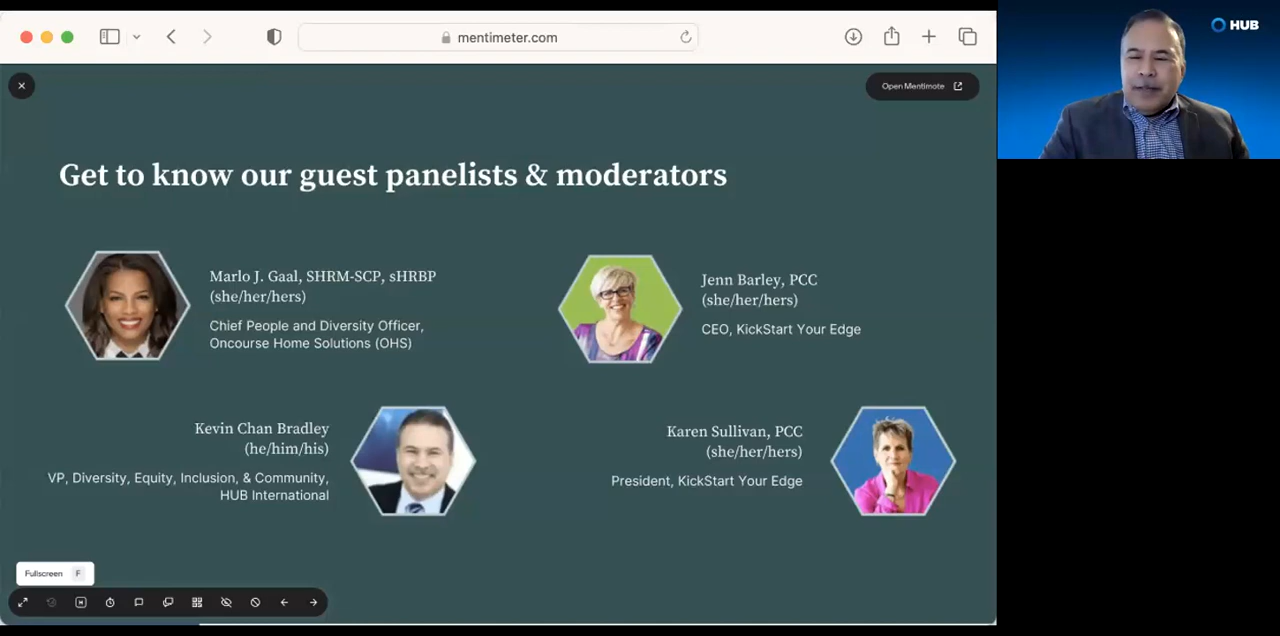 mentimeter.com
HUB
Open Mentimote
Get to know our guest panelists & moderators
Marlo J. Gaal, SHRM-SCP, sHRBP
(she/her/hers)
Chief People and Diversity Officer,
Oncourse Home Solutions (OHS)
Jenn Barley, PCC
(she/her/hers)
CEO, KickStart Your Edge
Kevin Chan Bradley
(he/him/his)
VP, Diversity, Equity, Inclusion, & Community,
HUB International
Karen Sullivan, PCC
(she/her/hers)
President, KickStart Your Edge
Fullscreen F